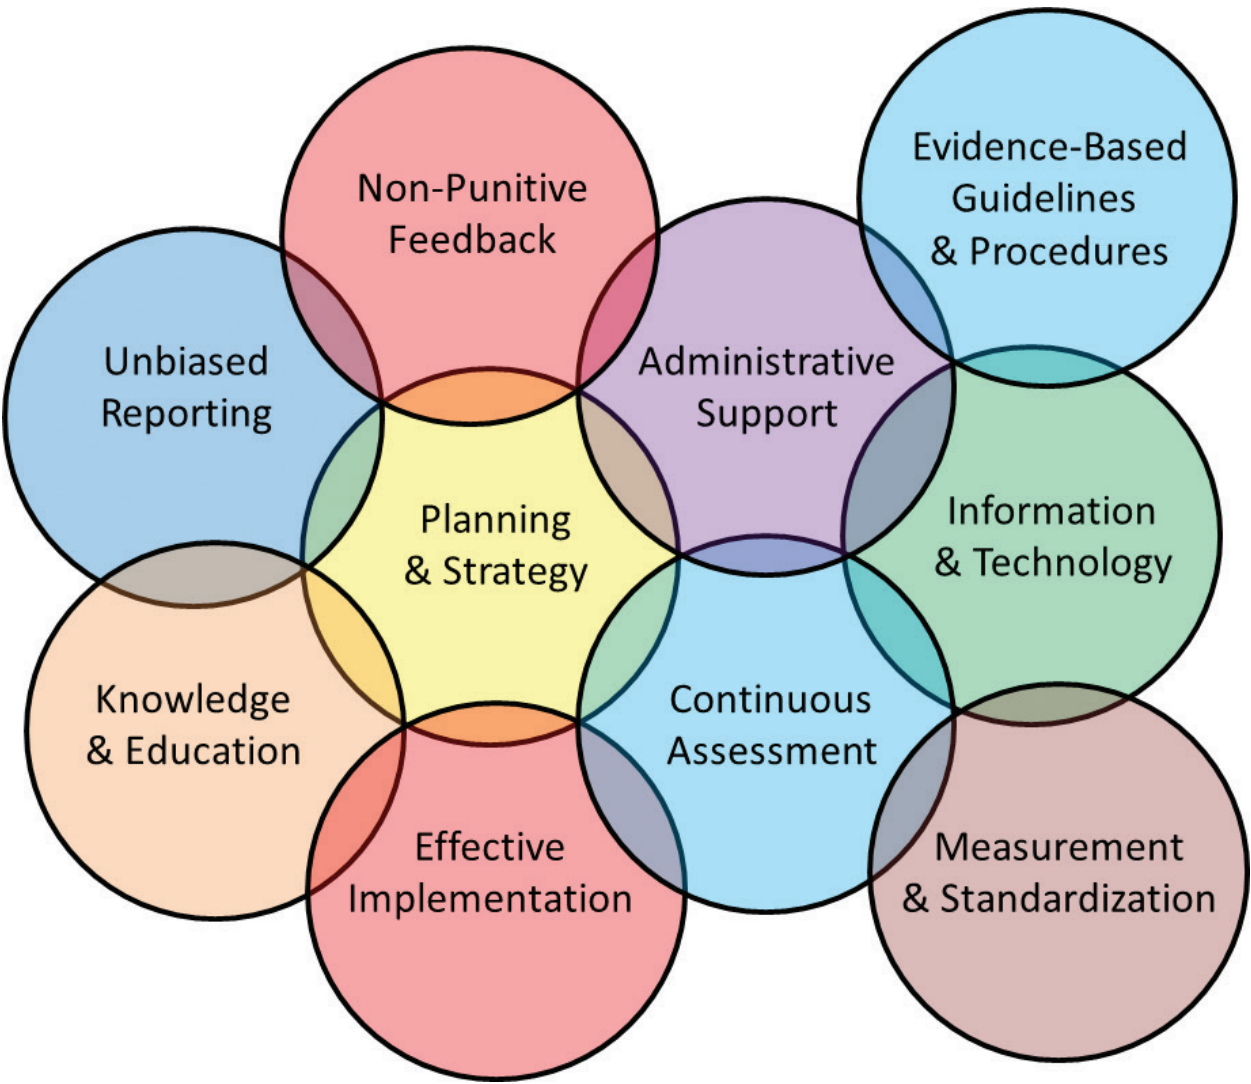 Non-Punitive
Feedback
Evidence-Based
Guidelines
& Procedures
Unbiased
Reporting
Administrative
Support
Planning
& Strategy
Information
& Technology
Knowledge
& Education
Continuous
Assessment
Effective
Implementation
Measurement
& Standardization